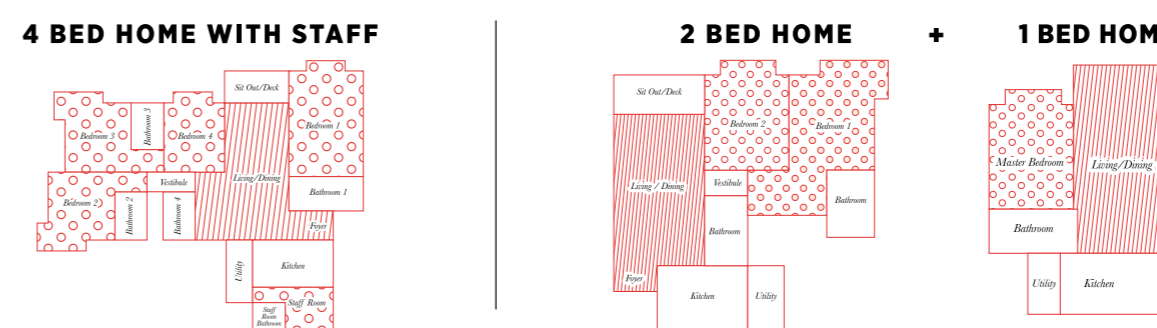 4 BED HOME WITH STAFF
Sit Out/Deck
Bedroom 3
Bathroom 3
Bedroom 4
Bedroom 1
Living/Dining
Vestibule
Bathroom 1
Bedroom 2
Bathroom 2
Bathroom 4
Foyer
Utility
Kitchen
Staff Room
Staff
Room
Bathroom
2 BED HOME
+
1 BED HOM
Sit Out/Deck
Bedroom 2
Bedroom 1
Living / Dining
Vestibule
Bathroom
Bathroom
Foyer
Kitchen
Utility
Master Bedroom
Living/Dining
Bathroom
Utility
Kitchen